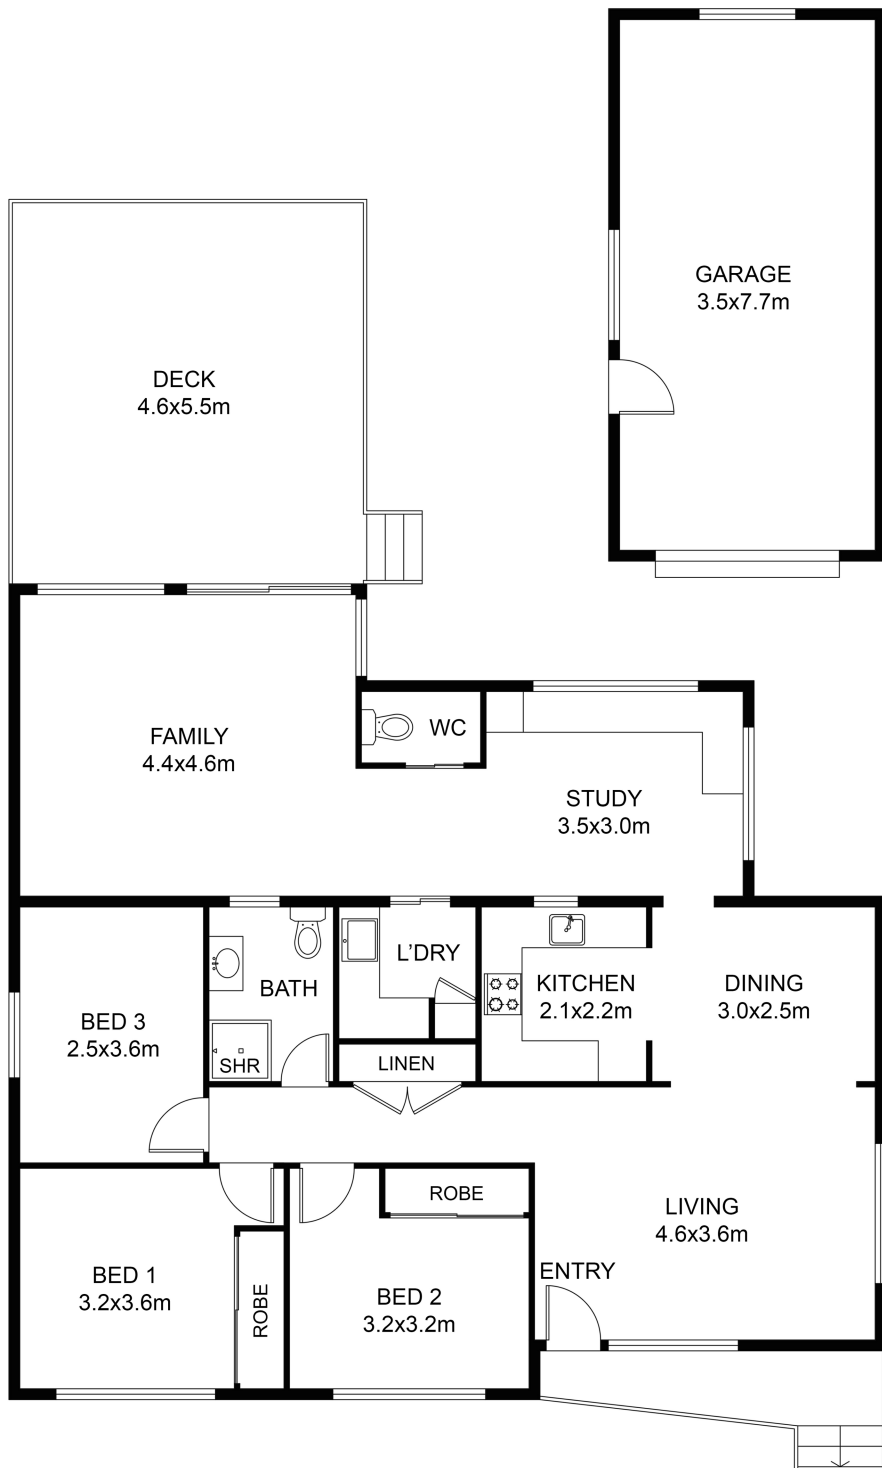 GARAGE
3.5x7.7m
DECK
4.6x5.5m
FAMILY
4.4x4.6m
WC
STUDY
3.5x3.0m
BED 3
2.5x3.6m
BATH
SHR
L'DRY
LINEN
KITCHEN
2.1x2.2m
DINING
3.0x2.5m
BED 1
3.2x3.6m
ROBE
ROBE
BED 2
3.2x3.2m
LIVING
4.6x3.6m
ENTRY